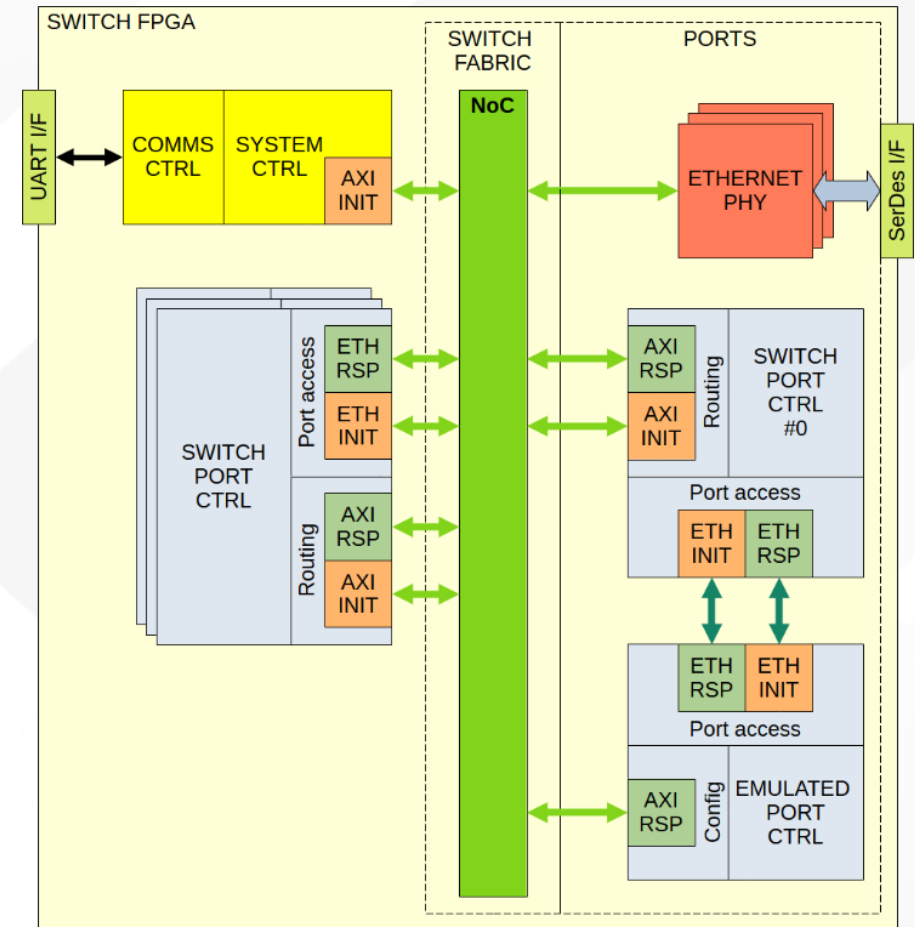 SWITCH FPGA
SWITCH
FABRIC
PORTS
NoC
UART I/F
COMMS
CTRL
SYSTEM
CTRL
AXI
INIT
ETHERNET
PHY
SerDes I/F
SWITCH
PORT
CTRL
Port access
ETH
RSP
ETH
INIT
Routing
AXI
RSP
AXI
INIT
AXI
RSP
AXI
INIT
Routing
SWITCH
PORT
CTRL
#0
Port access
ETH
INIT
ETH
RSP
ETH
RSP
ETH
INIT
Port access
AXI
RSP
Config
EMULATED
PORT
CTRL